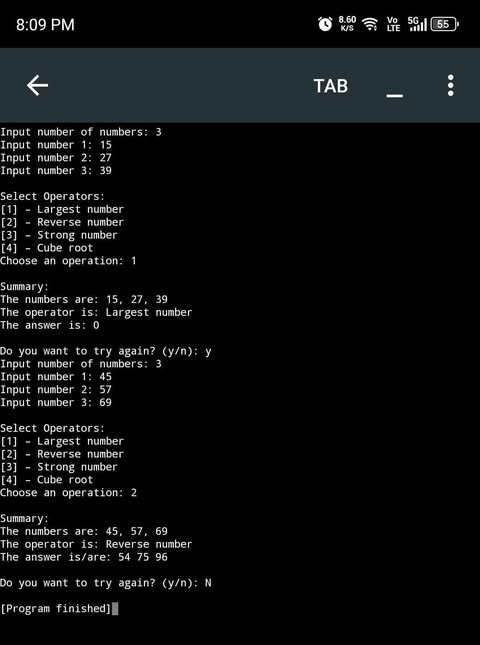 8:09 PM
8.60 K/S
Vo LTE
5G
55
TAB
Input number of numbers: 3
Input number 1: 15
Input number 2: 27
Input number 3: 39
Select Operators:
[1] – Largest number
[2] – Reverse number
[3] – Strong number
[4] – Cube root
Choose an operation: 1
Summary:
The numbers are: 15, 27, 39
The operator is: Largest number
The answer is: 0
Do you want to try again? (y/n): y
Input number of numbers: 3
Input number 1: 45
Input number 2: 57
Input number 3: 69
Select Operators:
[1] – Largest number
[2] – Reverse number
[3] – Strong number
[4] – Cube root
Choose an operation: 2
Summary:
The numbers are: 45, 57, 69
The operator is: Reverse number
The answer is/are: 54 75 96
Do you want to try again? (y/n): N
[Program finished]